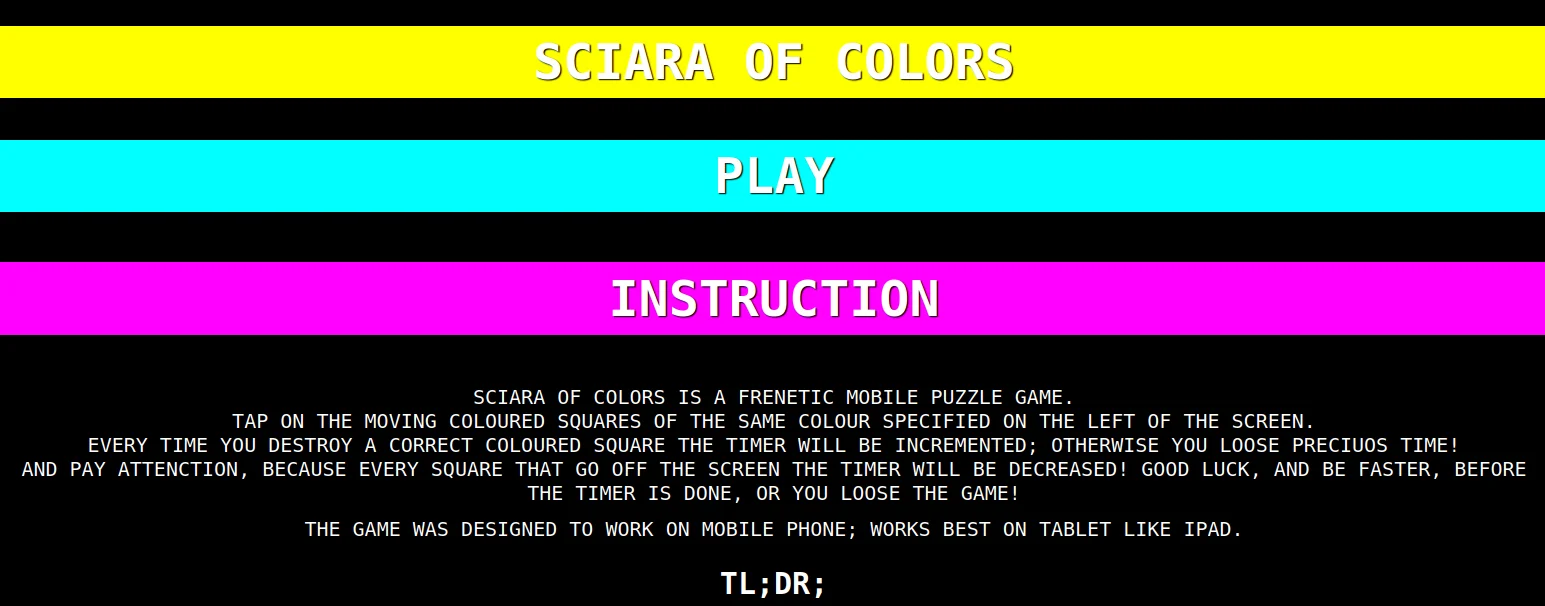 SCIARA OF COLORS
PLAY
INSTRUCTION
SCIARA OF COLORS IS A FRENETIC MOBILE PUZZLE GAME.
TAP ON THE MOVING COLOURED SQUARES OF THE SAME COLOUR SPECIFIED ON THE LEFT OF THE SCREEN.
EVERY TIME YOU DESTROY A CORRECT COLOURED SQUARE THE TIMER WILL BE INCREMENTED; OTHERWISE YOU LOOSE PRECIUOS TIME!
AND PAY ATTENCTION, BECAUSE EVERY SQUARE THAT GO OFF THE SCREEN THE TIMER WILL BE DECREASED! GOOD LUCK, AND BE FASTER, BEFORE
THE TIMER IS DONE, OR YOU LOOSE THE GAME!
THE GAME WAS DESIGNED TO WORK ON MOBILE PHONE; WORKS BEST ON TABLET LIKE IPAD.
TL;DR;